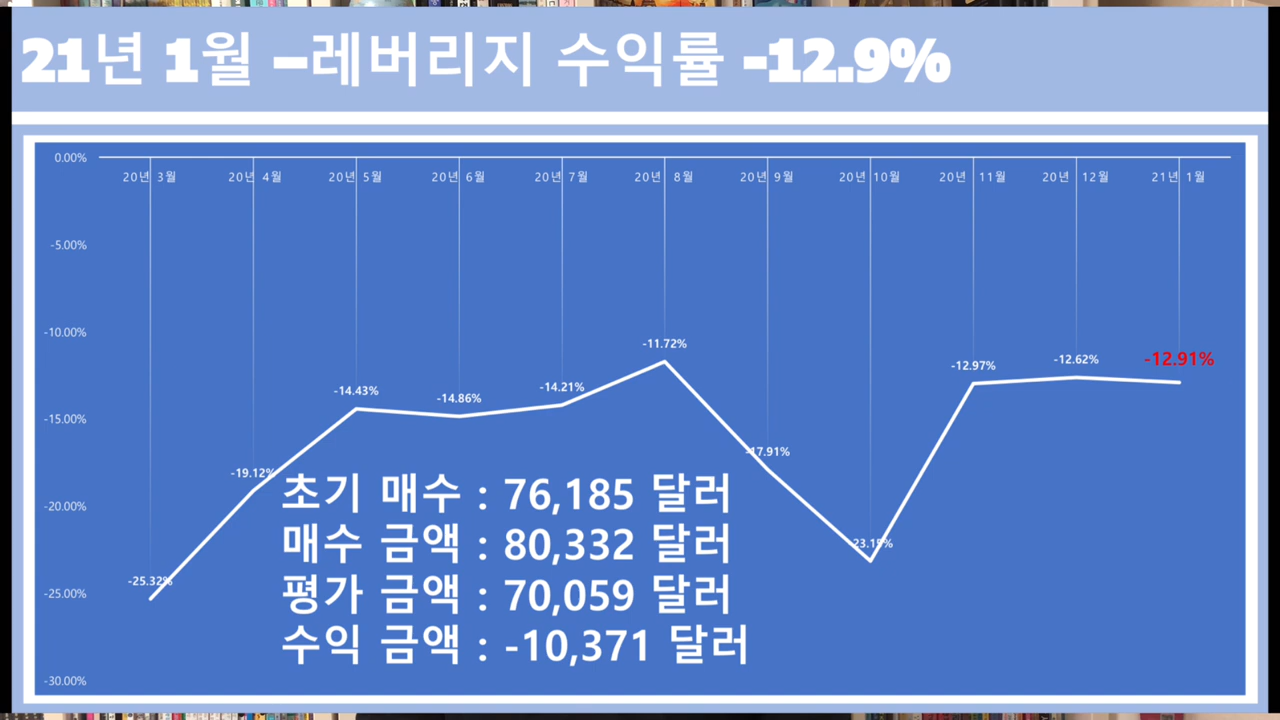 21년 1월 –레버리지 수익률 -12.9%
0.00%
20년 3월 20년 4월 20년 5월 20년 6월 20년 7월 20년 8월 20년 9월 20년 10월 20년 11월 20년 12월 21년 1월
-5.00%
-10.00%
-11.72%
-12.97% -12.62% -12.91%
-14.43% -14.86% -14.21%
-15.00%
-17.91%
-19.12%
-20.00%
초기 매수 : 76,185 달러
매수 금액 : 80,332 달러
-25.32%
-25.00%
평가 금액 : 70,059 달러
수익 금액 : -10,371 달러
-30.00%